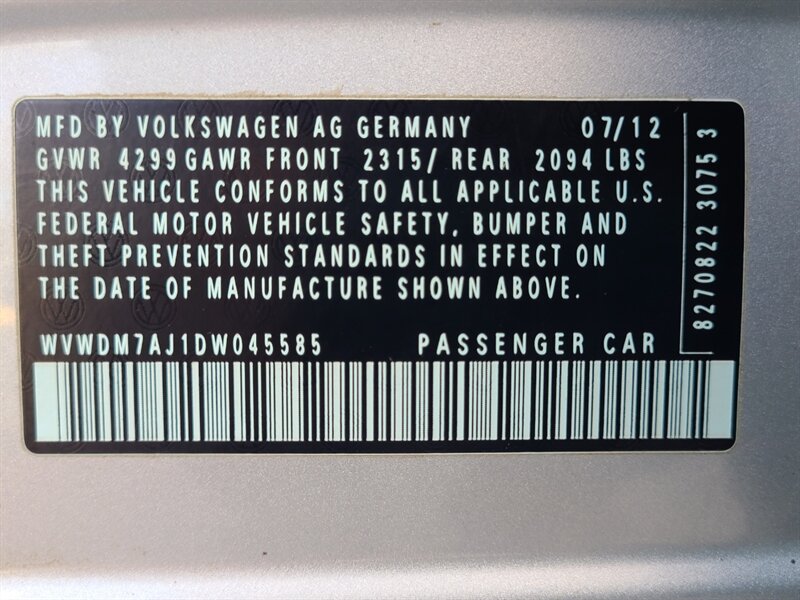 MFD BY VOLKSWAGEN AG GERMANY 07/12
GVWR 4299 GAWR FRONT 2315/ REAR 2094 LBS
THIS VEHICLE CONFORMS TO ALL APPLICABLE U.S.
FEDERAL MOTOR VEHICLE SAFETY, BUMPER AND
THEFT PREVENTION STANDARDS IN EFFECT ON
THE DATE OF MANUFACTURE SHOWN ABOVE.
WVWDM7AJ1DW045585 PASSENGER CAR
8270822 3075 3